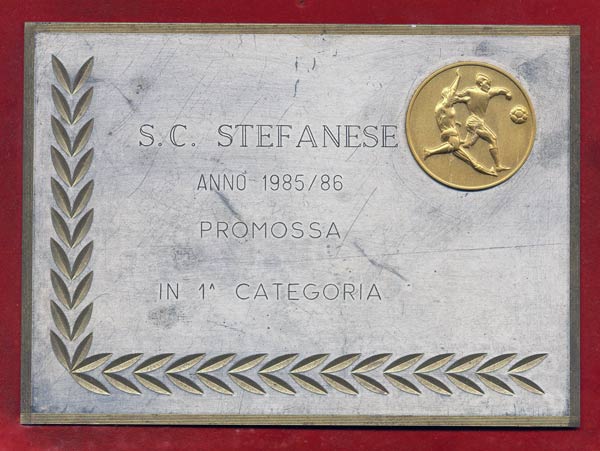 S.C. STEFANESE
ANNO 1985/86
PROMOSSA
IN 1^ CATEGORIA